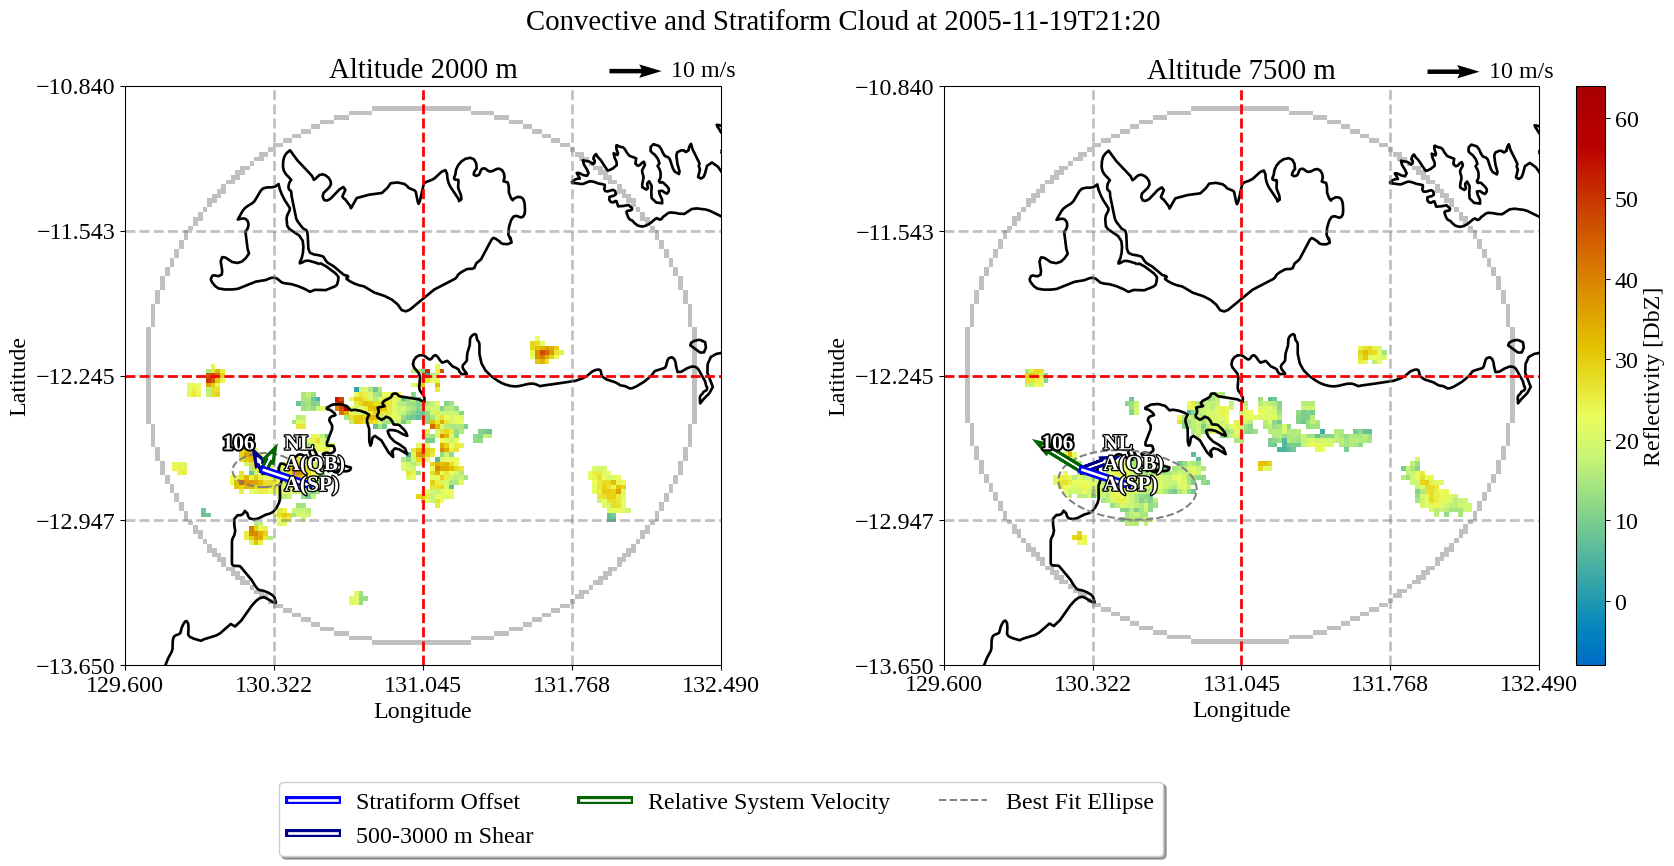 Convective and Stratiform Cloud at 2005-11-19T21:20
Altitude 2000 m
10 m/s
Altitude 7500 m
10 m/s
−10.840
−11.543
−12.245
−12.947
−13.650
Latitude
129.600
130.322
131.045
131.768
132.490
Longitude
106
NL
A(QB)
A(SP)
−10.840
−11.543
−12.245
−12.947
−13.650
Latitude
129.600
130.322
131.045
131.768
132.490
Longitude
106
NL
A(QB)
A(SP)
60
50
40
30
20
10
0
Reflectivity [DbZ]
Stratiform Offset
Relative System Velocity
Best Fit Ellipse
500-3000 m Shear